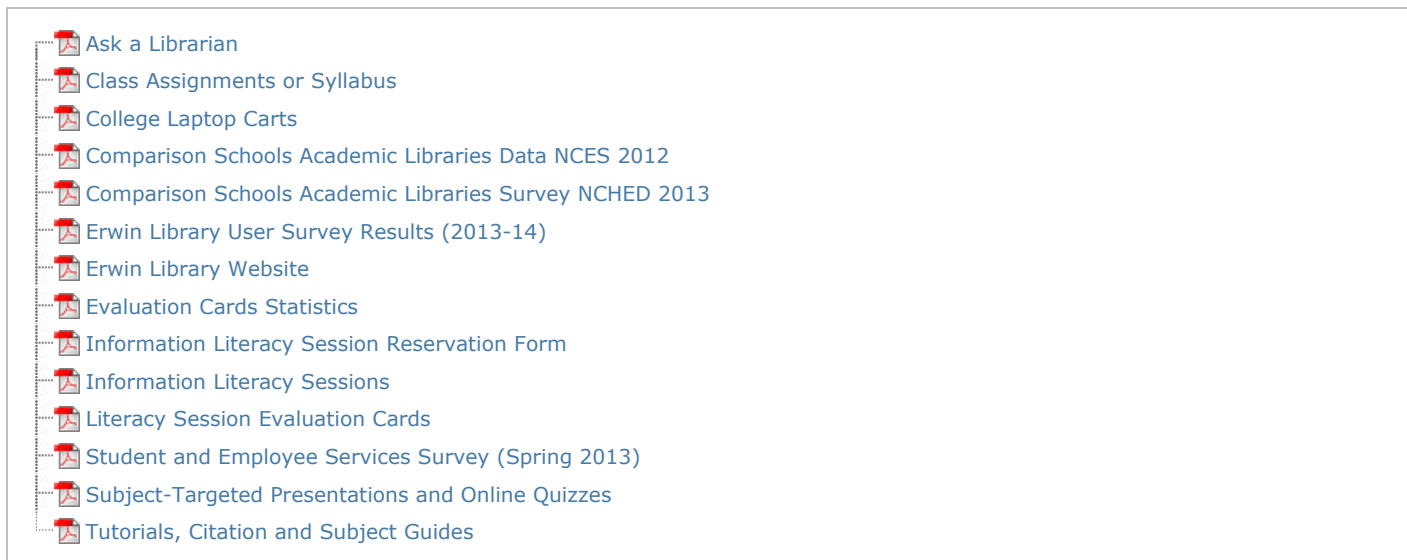 Ask a Librarian
Class Assignments or Syllabus
College Laptop Carts
Comparison Schools Academic Libraries Data NCES 2012
Comparison Schools Academic Libraries Survey NCHED 2013
Erwin Library User Survey Results (2013-14)
Erwin Library Website
Evaluation Cards Statistics
Information Literacy Session Reservation Form
Information Literacy Sessions
Literacy Session Evaluation Cards
Student and Employee Services Survey (Spring 2013)
Subject-Targeted Presentations and Online Quizzes
Tutorials, Citation and Subject Guides